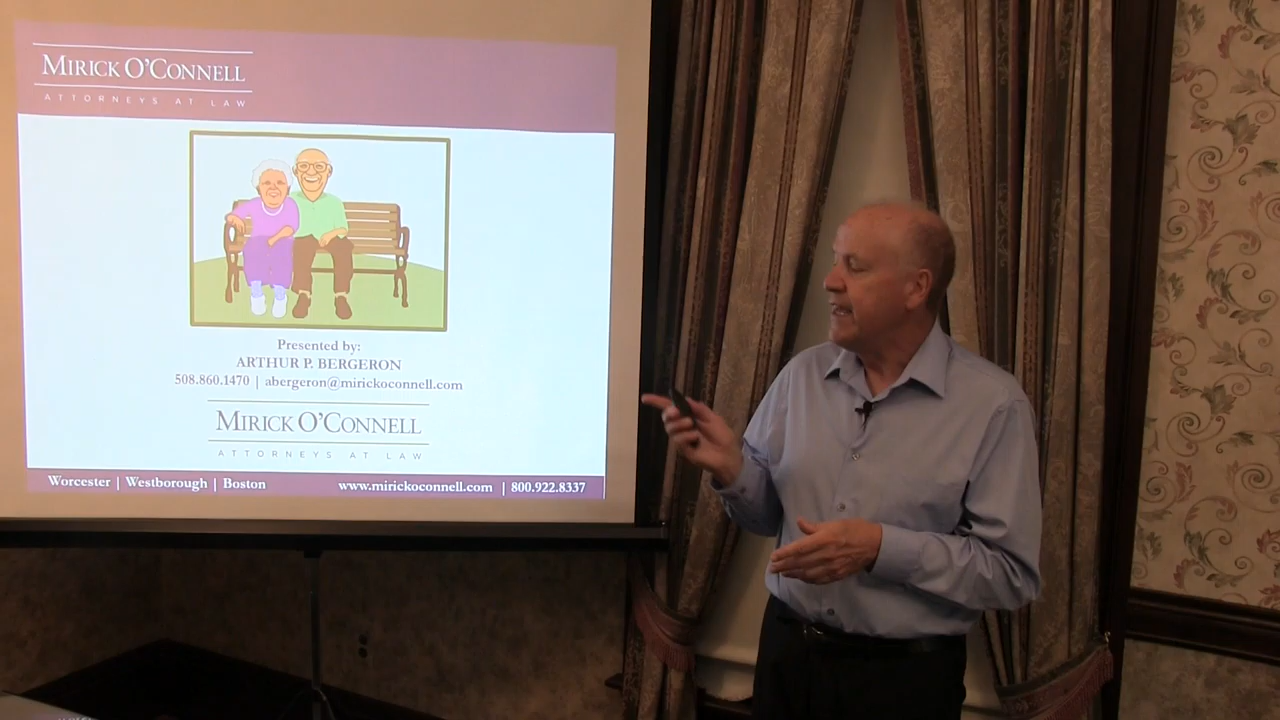 MIRICK O'CONNELL
ATTORNEYS AT LAW
Presented by:
ARTHUR P. BERGERON
508.860.1470 | abergeron@mirickoconnell.com
MIRICK O'CONNELL
ATTORNEYS AT LAW
Worcester | Westborough | Boston
www.mirickoconnell.com | 800.922.8337